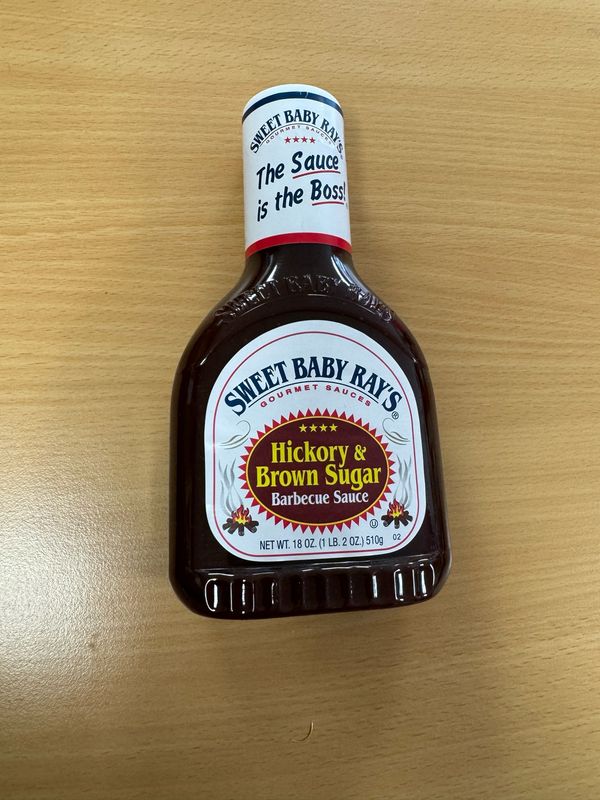 SWEET BABY RAY'S
GOURMET SAUCES
The Sauce
is the Boss!
SWEET BABY RAY'S
SWEET BABY RAY'S®
GOURMET SAUCES
Hickory &
Brown Sugar
Barbecue Sauce
U
NET WT. 18 OZ. (1 LB. 2 OZ.) 510g 02